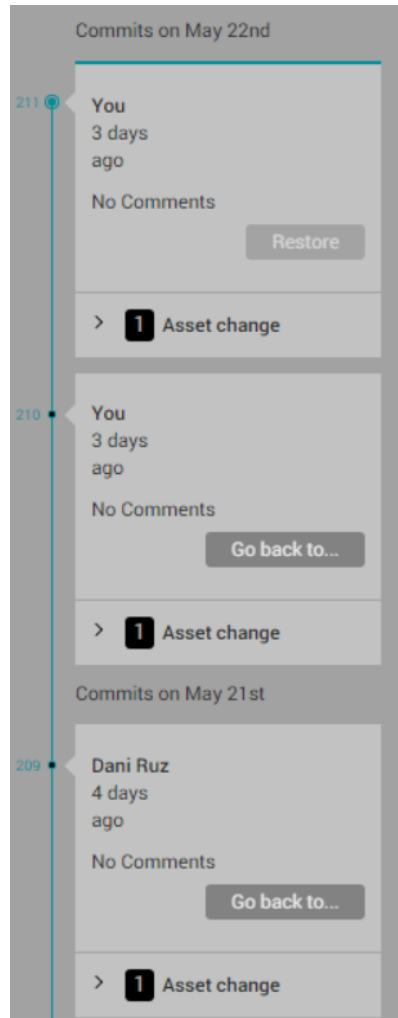 Commits on May 22nd
211
You
3 days
ago
No Comments
Restore
1 Asset change
210
You
3 days
ago
No Comments
Go back to...
1 Asset change
Commits on May 21st
209
Dani Ruz
4 days
ago
No Comments
Go back to...
1 Asset change